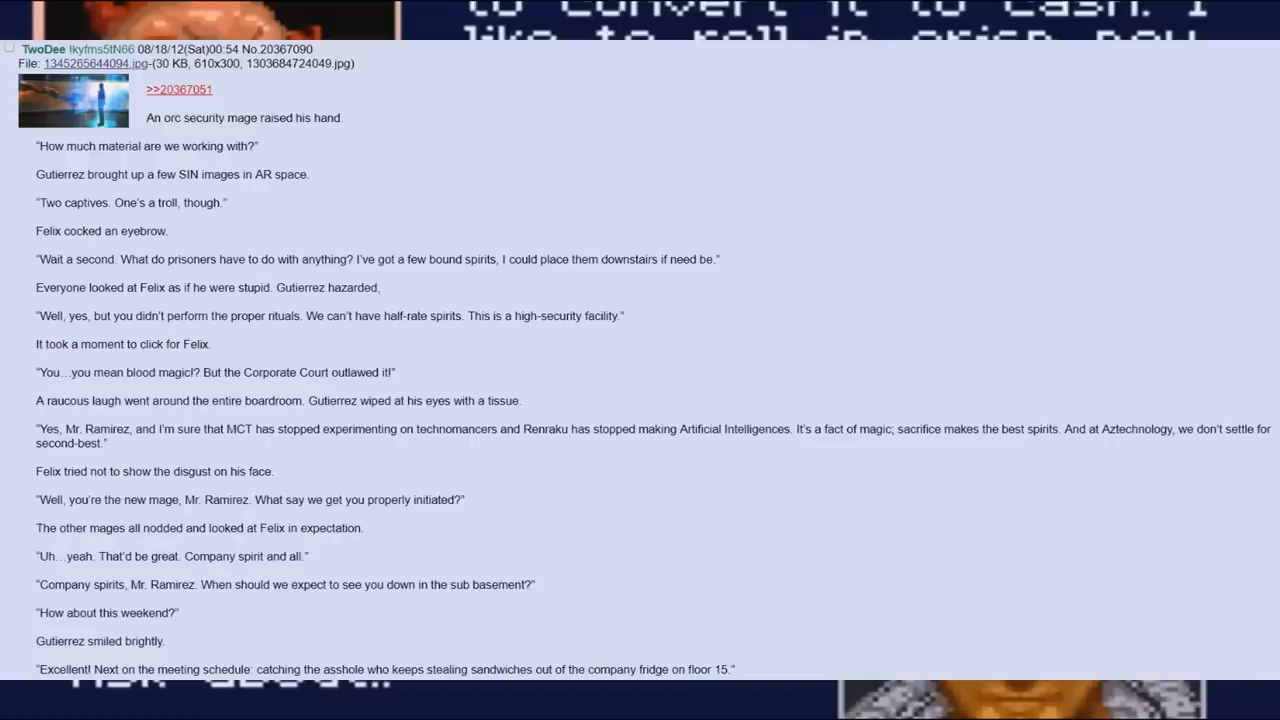 to convert it to cash. I
like to roll in crisp new
TwoDee Ikyfms5tN66 08/18/12(Sat)00:54 No.20367090
File: 1345265644094.jpg-(30 KB, 610x300, 1303684724049.jpg)
>>20367051
An orc security mage raised his hand.
“How much material are we working with?”
Gutierrez brought up a few SIN images in AR space.
“Two captives. One’s a troll, though.”
Felix cocked an eyebrow.
“Wait a second. What do prisoners have to do with anything? I’ve got a few bound spirits, I could place them downstairs if need be.”
Everyone looked at Felix as if he were stupid. Gutierrez hazarded,
“Well, yes, but you didn’t perform the proper rituals. We can’t have half-rate spirits. This is a high-security facility.”
It took a moment to click for Felix.
“You…you mean blood magic!? But the Corporate Court outlawed it!”
A raucous laugh went around the entire boardroom. Gutierrez wiped at his eyes with a tissue.
“Yes, Mr. Ramirez, and I’m sure that MCT has stopped experimenting on technomancers and Renraku has stopped making Artificial Intelligences. It’s a fact of magic; sacrifice makes the best spirits. And at Aztechnology, we don’t settle for
second-best.”
Felix tried not to show the disgust on his face.
“Well, you’re the new mage, Mr. Ramirez. What say we get you properly initiated?”
The other mages all nodded and looked at Felix in expectation.
“Uh…yeah. That’d be great. Company spirit and all.”
“Company spirits, Mr. Ramirez. When should we expect to see you down in the sub basement?”
“How about this weekend?”
Gutierrez smiled brightly.
“Excellent! Next on the meeting schedule: catching the asshole who keeps stealing sandwiches out of the company fridge on floor 15.”